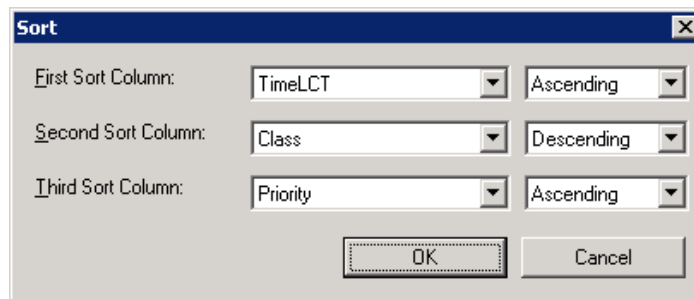 Sort
First Sort Column: TimeLCT Ascending
Second Sort Column: Class Descending
Third Sort Column: Priority Ascending
OK Cancel